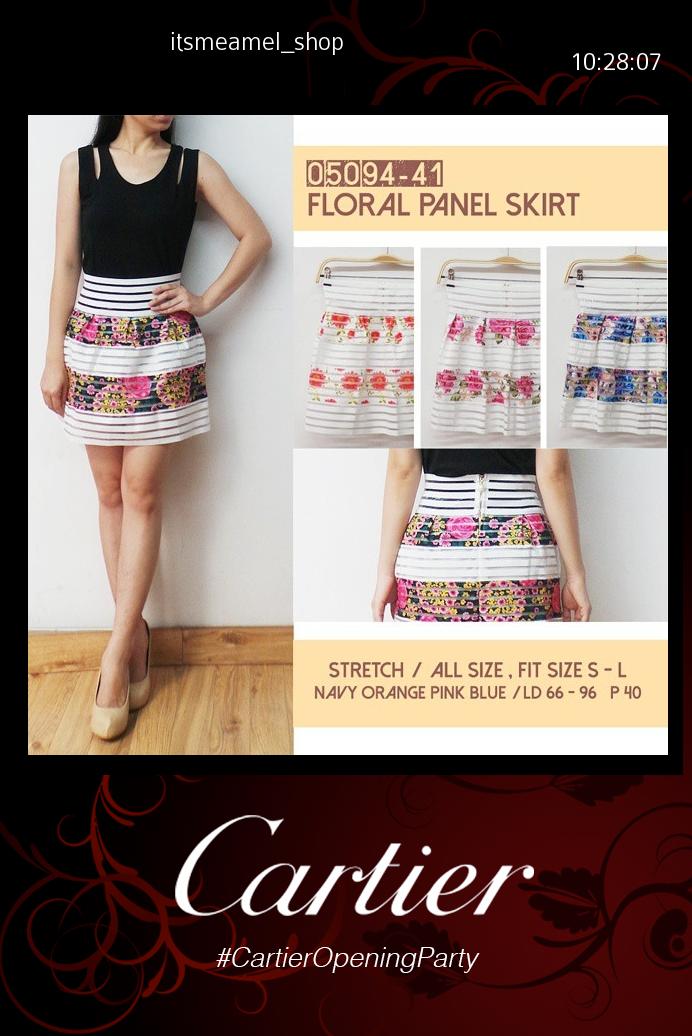 itsmeamel_shop
10:28:07
05094-41
FLORAL PANEL SKIRT
STRETCH / ALL SIZE , FIT SIZE S - L
NAVY ORANGE PINK BLUE / LD 66 - 96 P 40
Cartier
#CartierOpeningParty